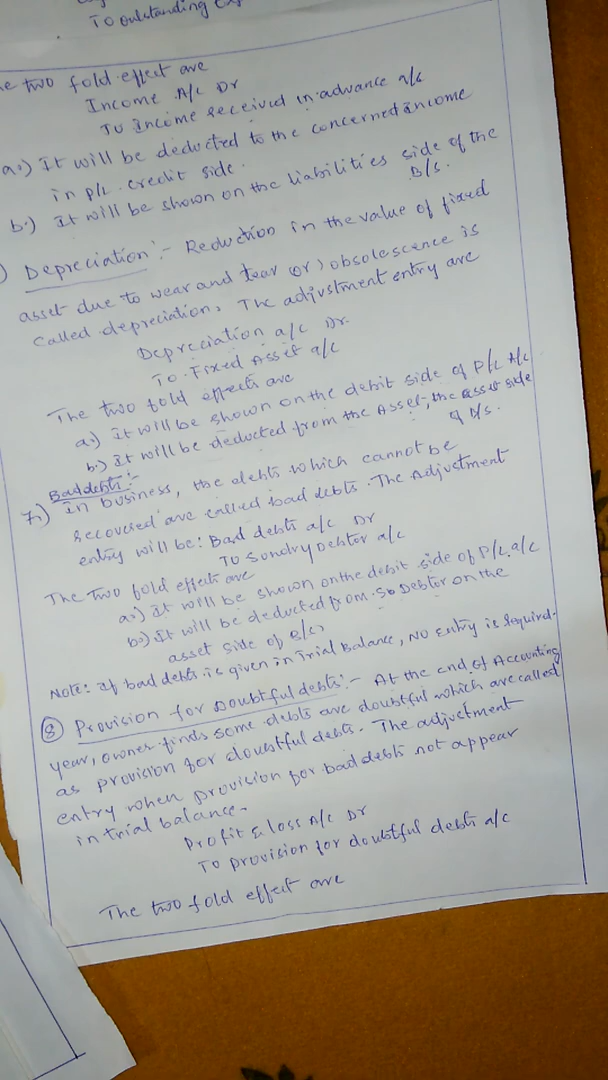 To outstanding
e two fold effect are
Income A/c Dr
To Income received in advance a/c
a.) It will be deducted to the concerned income
in p/L credit side.
b.) It will be shown on the liabilities side of the
B/s.
) Depreciation :- Reduction in the value of fixed
asset due to wear and tear (or) obsolescence is
called depreciation. The adjustment entry are
Depreciation a/c Dr.
To Fixed Asset a/c
The two fold effects are
a.) It will be shown on the debit side of P/L A/c
b.) It will be deducted from the Asset, the asset side
of B/s.
Bad debts :-
7.) In business, the debts which cannot be
recovered are called bad debts. The Adjustment
entry will be: Bad debts a/c Dr
To Sundry Debtor a/c
The two fold effects are
a.) It will be shown on the debit side of P/L a/c
b.) It will be deducted from Debtor on the
asset side of B/s,
Note: If bad debts is given in Trial Balance, No Entry is required.
8 Provision for Doubtful debts :- At the end of Accounting
year, owner finds some debts are doubtful which are called
as provision for doubtful debts. The adjustment
entry when provision for bad debts not appear
in trial balance.
Profit & loss A/c Dr
To provision for doubtful debts a/c
The two fold effect are